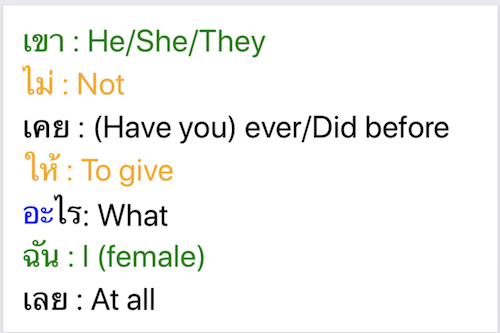 เขา : He/She/They
ไม่ : Not
เคย : (Have you) ever/Did before
ให้ : To give
อะไร: What
ฉัน : I (female)
เลย : At all